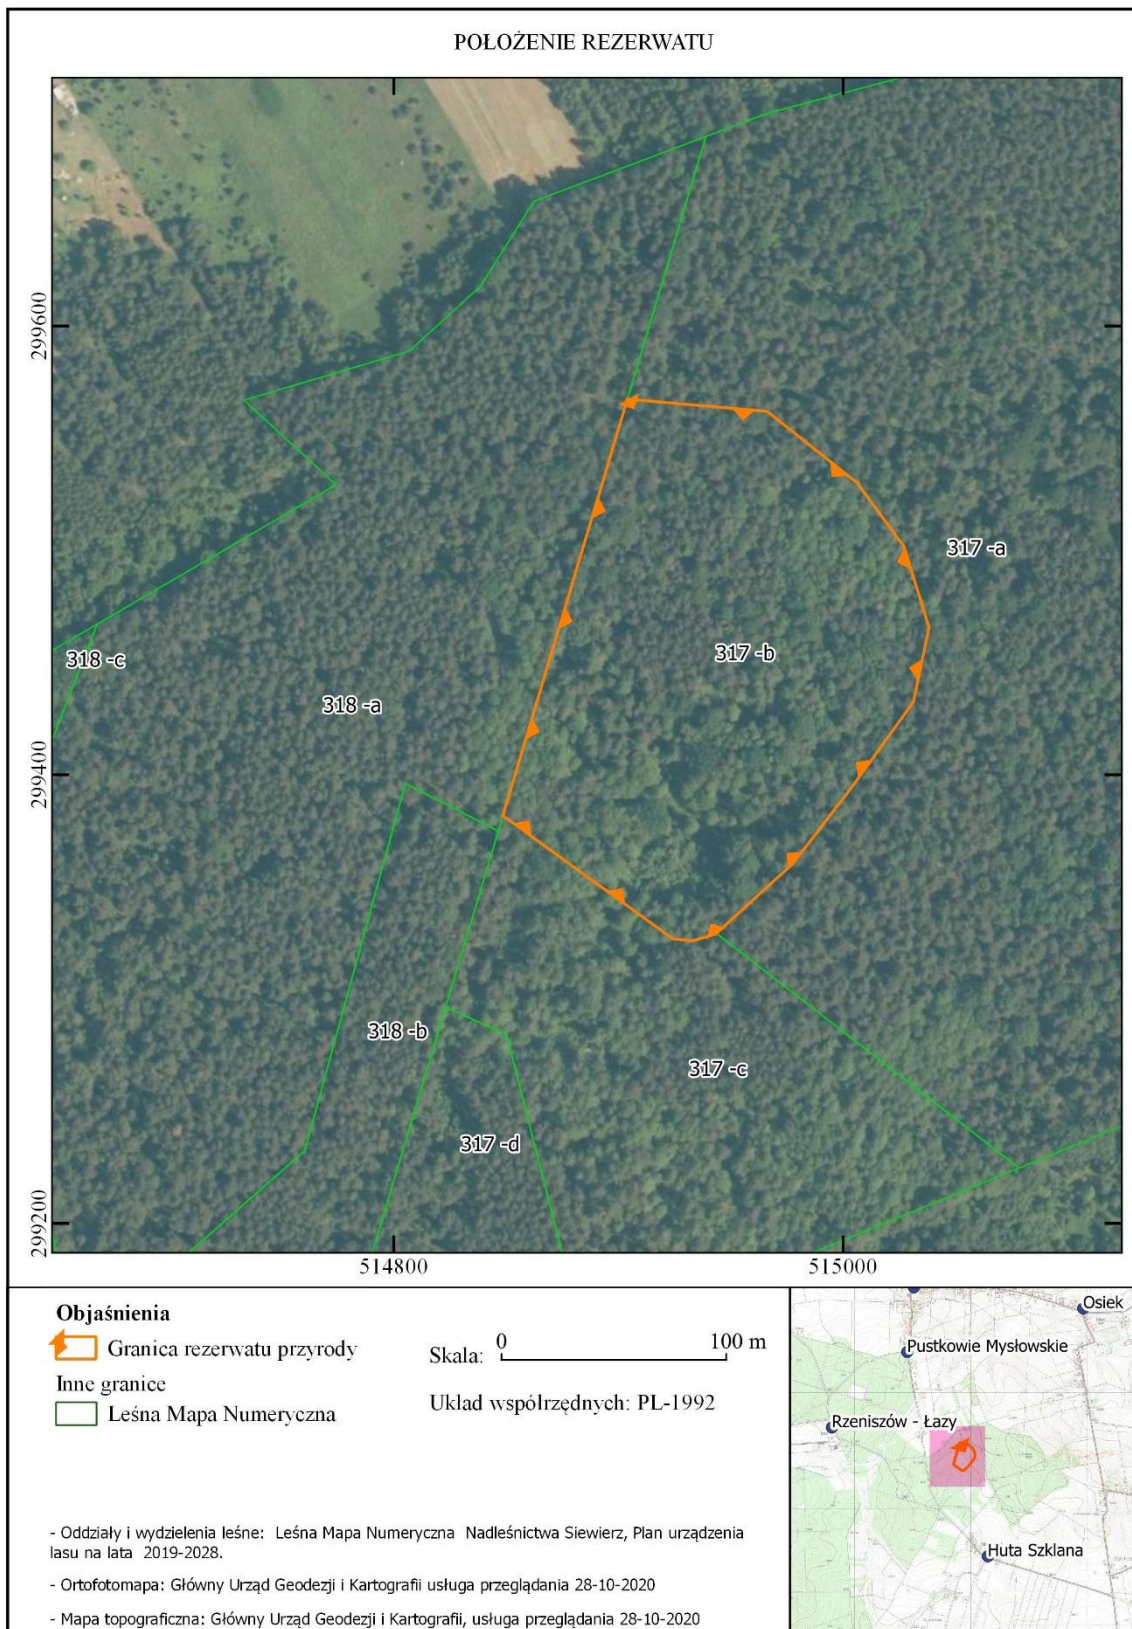 POŁOŻENIE REZERWATU
299600
317 -a
317 -b
318 -c
318 -a
299400
318 -b
317 -c
317 -d
299200
514800
515000
Objaśnienia
Granica rezerwatu przyrody
Inne granice
Leśna Mapa Numeryczna
Skala: 0 100 m
Układ współrzędnych: PL-1992
- Oddziały i wydzielenia leśne: Leśna Mapa Numeryczna Nadleśnictwa Siewierz, Plan urządzenia
lasu na lata 2019-2028.
- Ortofotomapa: Główny Urząd Geodezji i Kartografii usługa przeglądania 28-10-2020
- Mapa topograficzna: Główny Urząd Geodezji i Kartografii, usługa przeglądania 28-10-2020
Osiek
Pustkowie Mysłowskie
Rzeniszów - Łazy
Huta Szklana